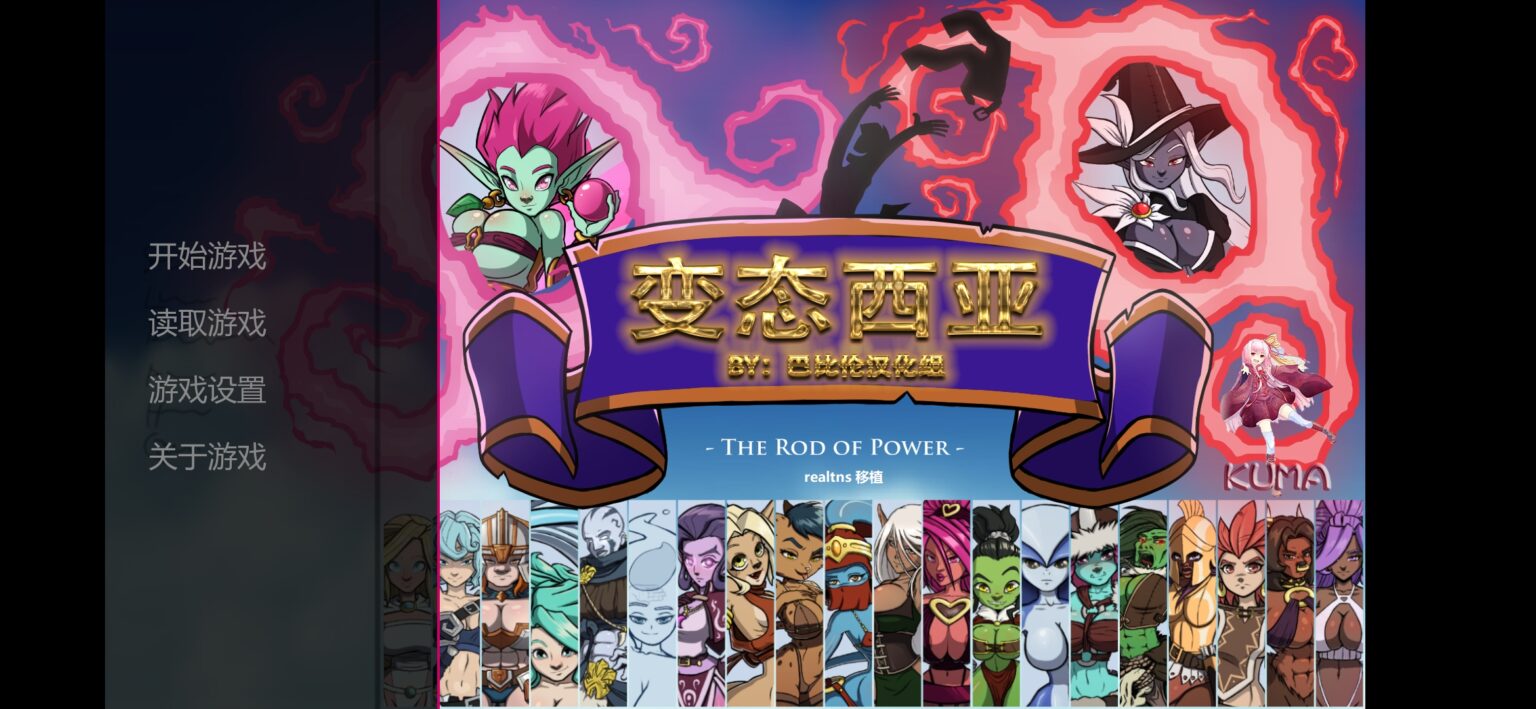 开始游戏
读取游戏
游戏设置
关于游戏
变态西亚
BY：巴比伦汉化组
- THE ROD OF POWER -
realtns 移植
KUMA